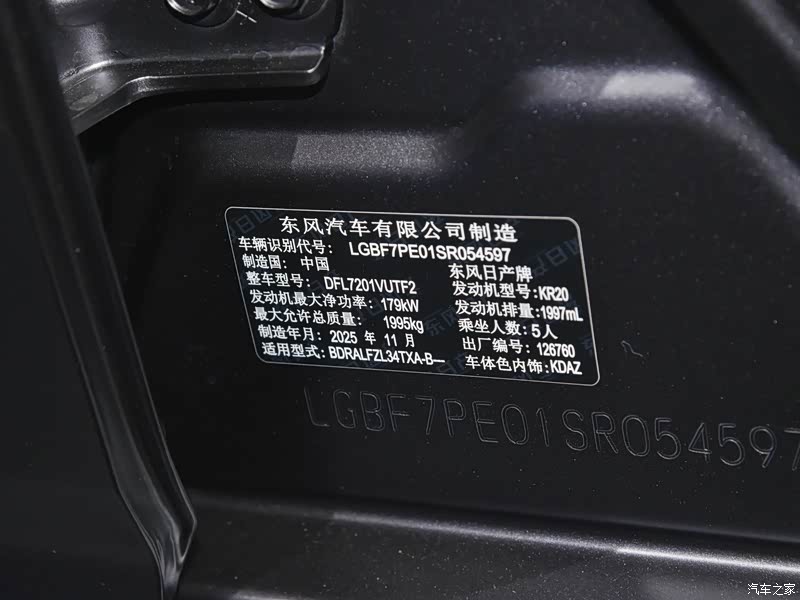 东风汽车有限公司制造
车辆识别代号: LGBF7PE01SR054597
制造国: 中国 东风日产牌
整车型号: DFL7201VUTF2 发动机型号: KR20
发动机最大净功率: 179kW 发动机排量: 1997mL
最大允许总质量: 1995kg 乘坐人数: 5人
制造年月: 2025 年 11 月 出厂编号: 126760
适用型号: BDRALFZL34TXA-B-- 车体色内饰: KDAZ
LGBF7PE01SR054597
汽车之家